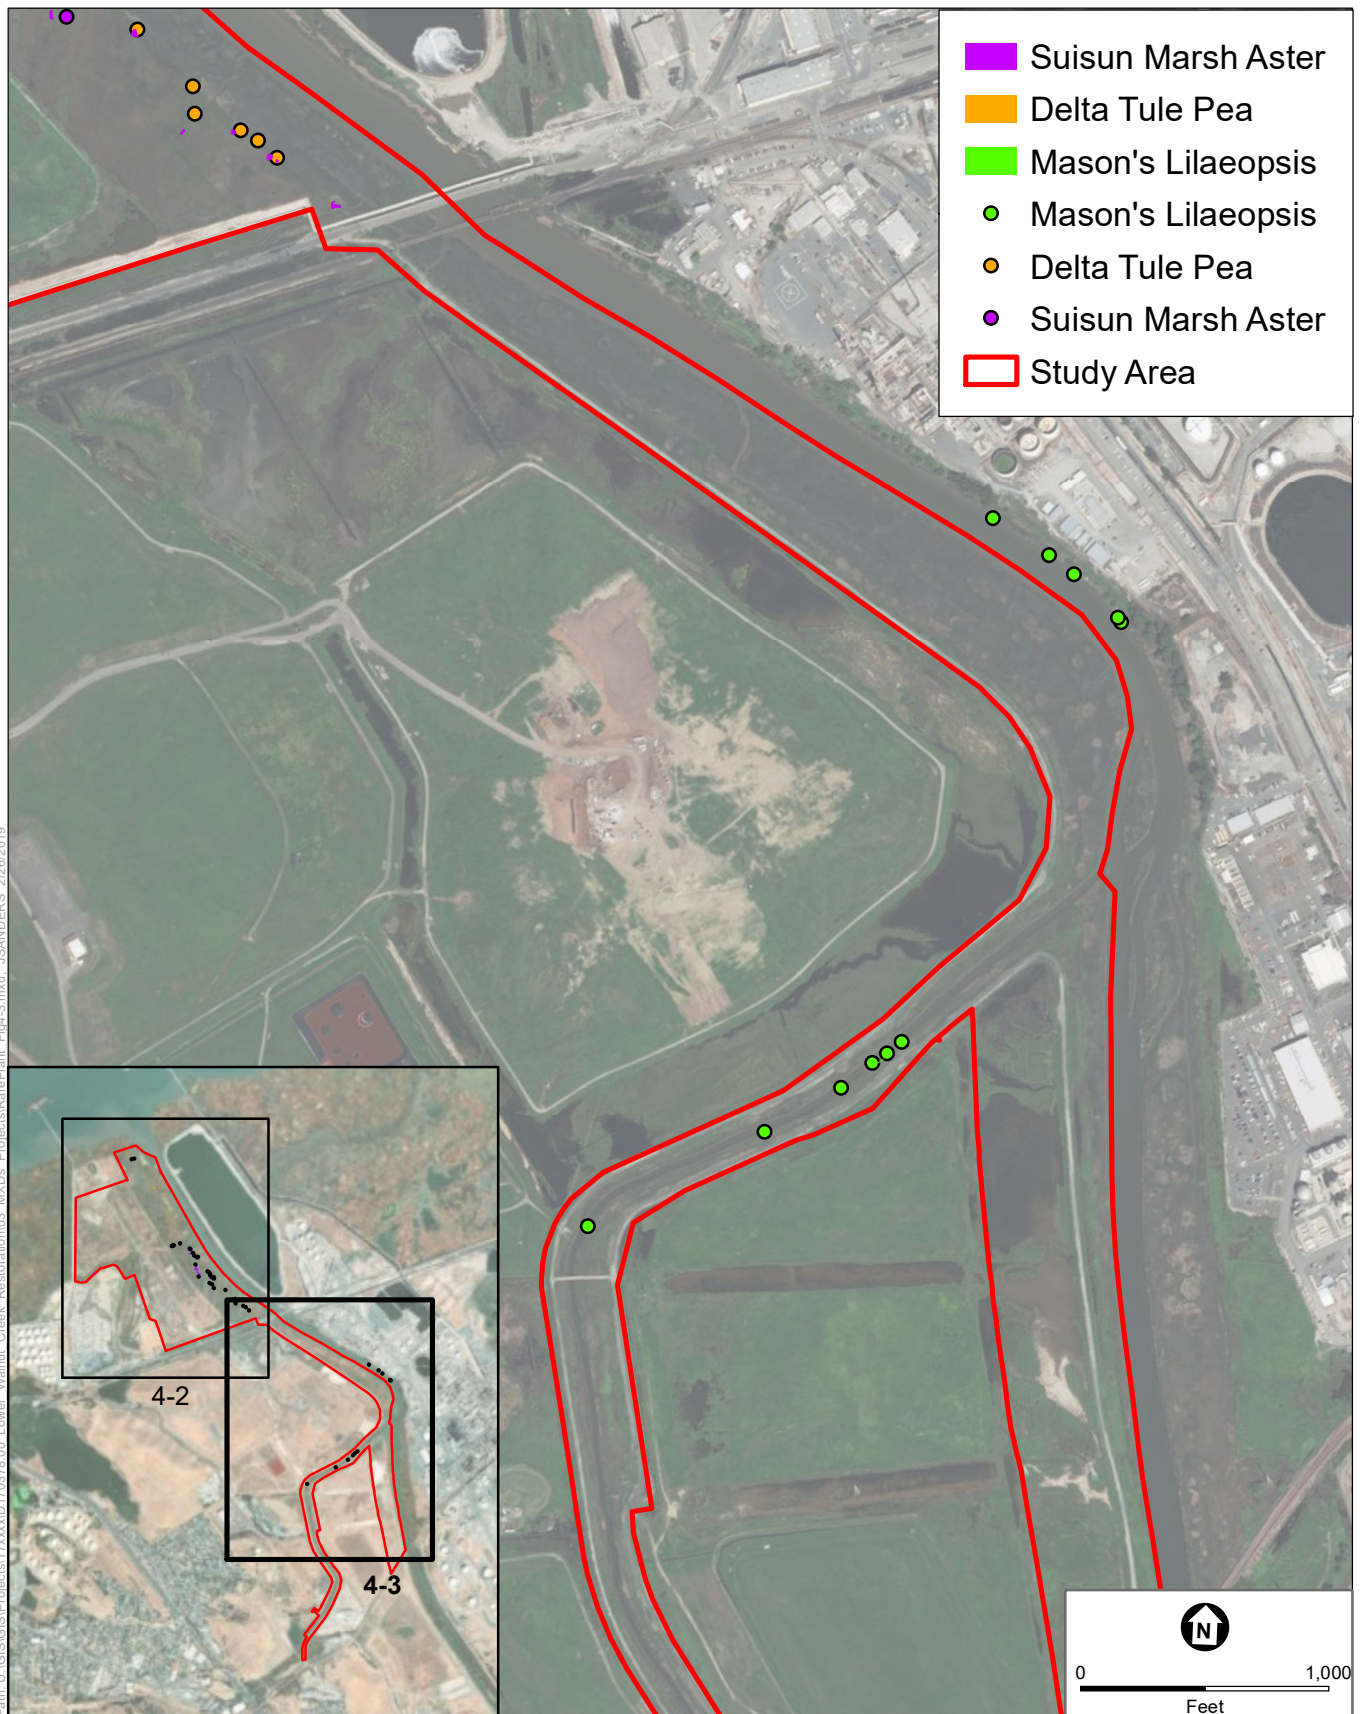 Suisun Marsh Aster
Delta Tule Pea
Mason's Lilaeopsis
Mason's Lilaeopsis
Delta Tule Pea
Suisun Marsh Aster
Study Area
4-2
4-3
N
0 1,000
Feet